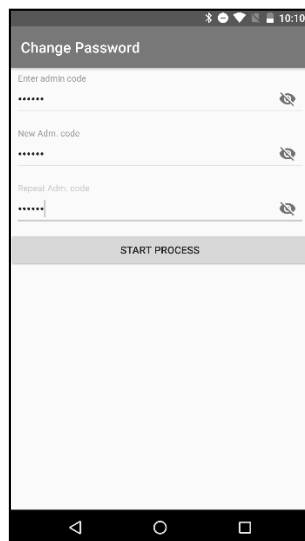 10:10
Change Password
Enter admin code
••••••
New Adm. code
••••••
Repeat Adm. code
••••••
START PROCESS